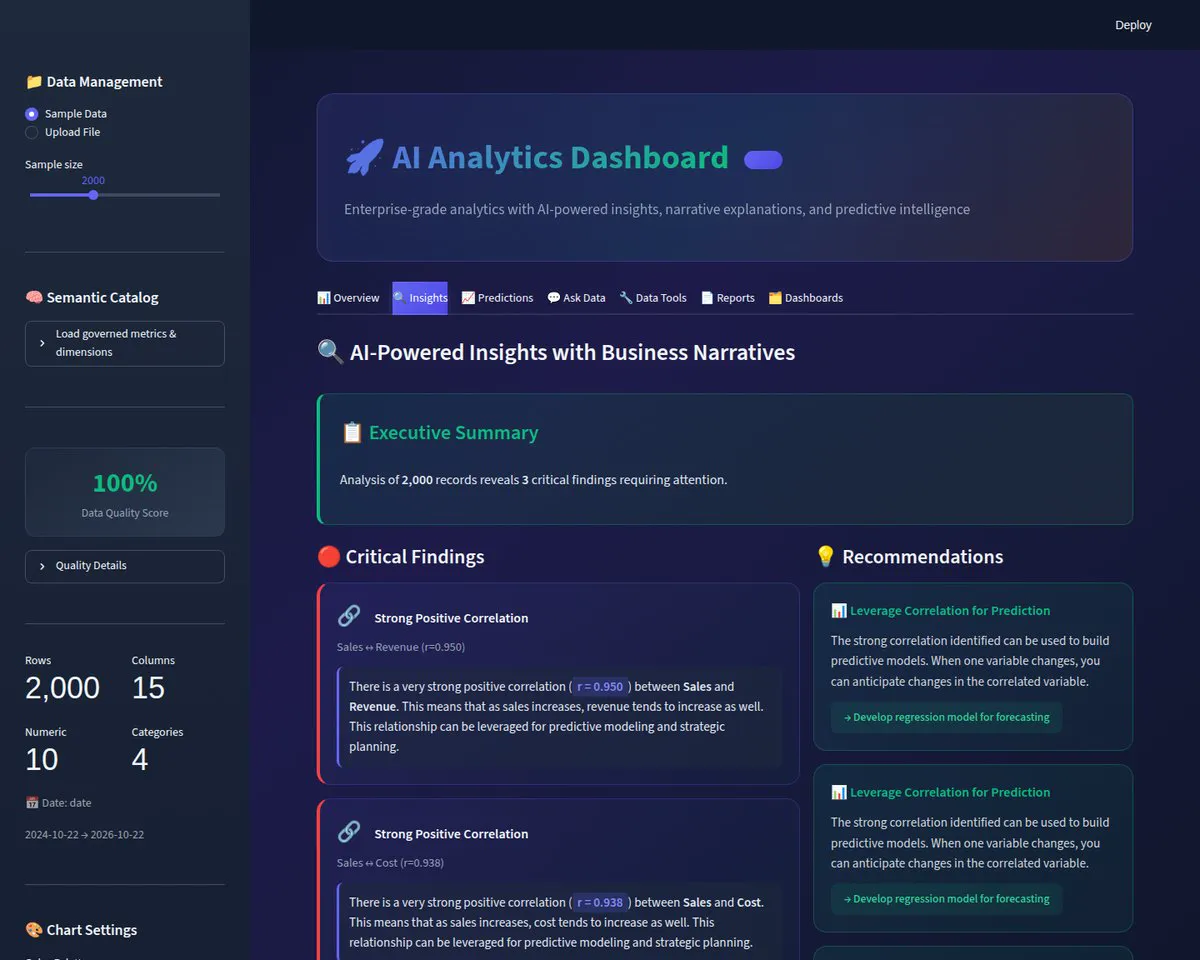 Deploy
Data Management
Sample Data
Upload File
Sample size
2000
Semantic Catalog
Load governed metrics &
dimensions
100%
Data Quality Score
Quality Details
Rows
Columns
2,000
15
Numeric
Categories
10
4
Date: date
2024-10-22 → 2026-10-22
Chart Settings
AI Analytics Dashboard
Enterprise-grade analytics with AI-powered insights, narrative explanations, and predictive intelligence
Overview
Insights
Predictions
Ask Data
Data Tools
Reports
Dashboards
AI-Powered Insights with Business Narratives
Executive Summary
Analysis of 2,000 records reveals 3 critical findings requiring attention.
Critical Findings
Strong Positive Correlation
Sales ↔ Revenue (r=0.950)
There is a very strong positive correlation ( r = 0.950 ) between Sales and
Revenue. This means that as sales increases, revenue tends to increase as well.
This relationship can be leveraged for predictive modeling and strategic
planning.
Strong Positive Correlation
Sales ↔ Cost (r=0.938)
There is a very strong positive correlation ( r = 0.938 ) between Sales and Cost.
This means that as sales increases, cost tends to increase as well. This
relationship can be leveraged for predictive modeling and strategic planning.
Recommendations
Leverage Correlation for Prediction
The strong correlation identified can be used to build
predictive models. When one variable changes, you
can anticipate changes in the correlated variable.
→ Develop regression model for forecasting
Leverage Correlation for Prediction
The strong correlation identified can be used to build
predictive models. When one variable changes, you
can anticipate changes in the correlated variable.
→ Develop regression model for forecasting